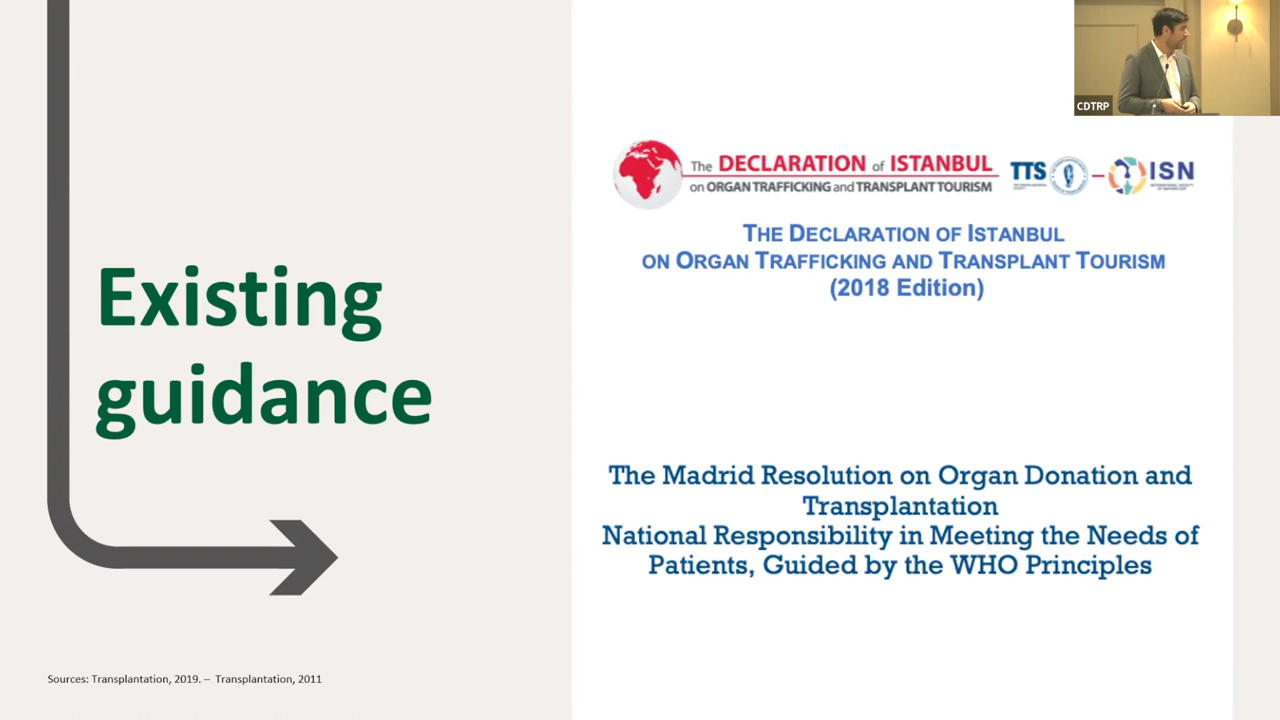 Existing
guidance
The DECLARATION of ISTANBUL
on ORGAN TRAFFICKING and TRANSPLANT TOURISM
TTS
ISN
THE DECLARATION OF ISTANBUL
ON ORGAN TRAFFICKING AND TRANSPLANT TOURISM
(2018 Edition)
The Madrid Resolution on Organ Donation and
Transplantation
National Responsibility in Meeting the Needs of
Patients, Guided by the WHO Principles
Sources: Transplantation, 2019. – Transplantation, 2011
CDTRP